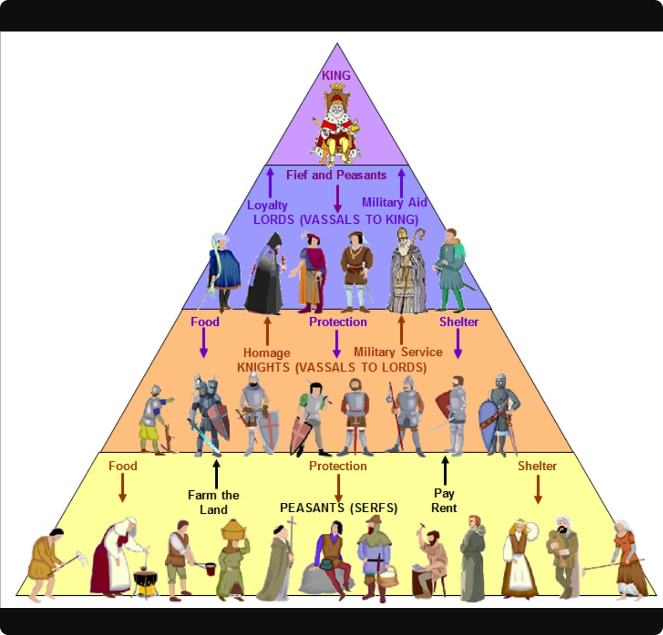 KING
Fief and Peasants
Loyalty
Military Aid
LORDS (VASSALS TO KING)
Food
Protection
Shelter
Homage
Military Service
KNIGHTS (VASSALS TO LORDS)
Food
Protection
Shelter
Farm the
Land
Pay
Rent
PEASANTS (SERFS)